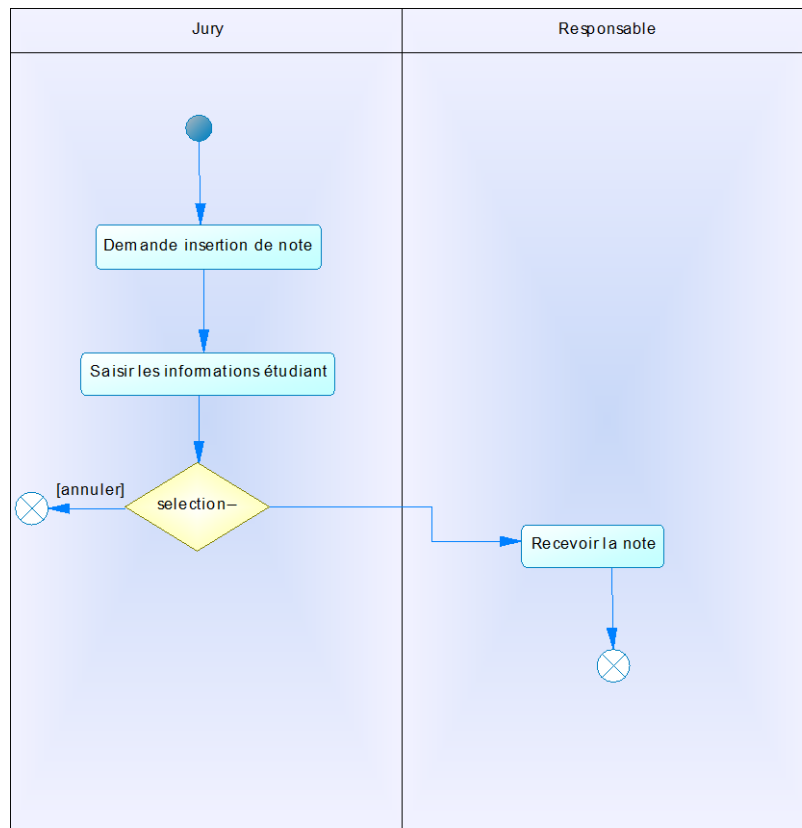 Jury
Responsable
Demande insertion de note
Saisir les informations étudiant
[annuler]
selection–
Recevoir la note